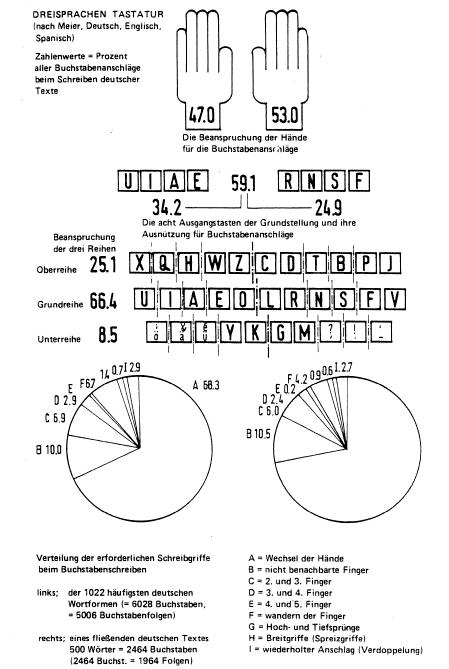 DREISPRACHEN TASTATUR
(nach Meier, Deutsch, Englisch,
Spanisch)
Zahlenwerte = Prozent
aller Buchstabenanschläge
beim Schreiben deutscher
Texte
47.0 53.0
Die Beanspruchung der Hände
für die Buchstabenanschläge
U I A E 59.1 R N S F
34.2 24.9
Die acht Ausgangstasten der Grundstellung und ihre
Ausnützung für Buchstabenanschläge
Beanspruchung
der drei Reihen
Oberreihe 25.1 X Q H W Z C D T B P J
Grundreihe 66.4 U I A E O L R N S F V
Unterreihe 8.5 ö ä ü Y K G M ? !
1.4 0.7 I 2.9
E F 6.7
D 2.9
C 6.9
B 10.0
A 68.3
F 4.2 0.9 0.6 I 2.7
E 0.2
D 2.4
C 6.0
B 10.5
Verteilung der erforderlichen Schreibgriffe
beim Buchstabenschreiben
links; der 1022 häufigsten deutschen
Wortformen (= 6028 Buchstaben,
= 5006 Buchstabenfolgen)
rechts; eines fließenden deutschen Textes
500 Wörter = 2464 Buchstaben
(2464 Buchst. = 1964 Folgen)
A = Wechsel der Hände
B = nicht benachbarte Finger
C = 2. und 3. Finger
D = 3. und 4. Finger
E = 4. und 5. Finger
F = wandern der Finger
G = Hoch- und Tiefsprünge
H = Breitgriffe (Spreizgriffe)
I = wiederholter Anschlag (Verdoppelung)